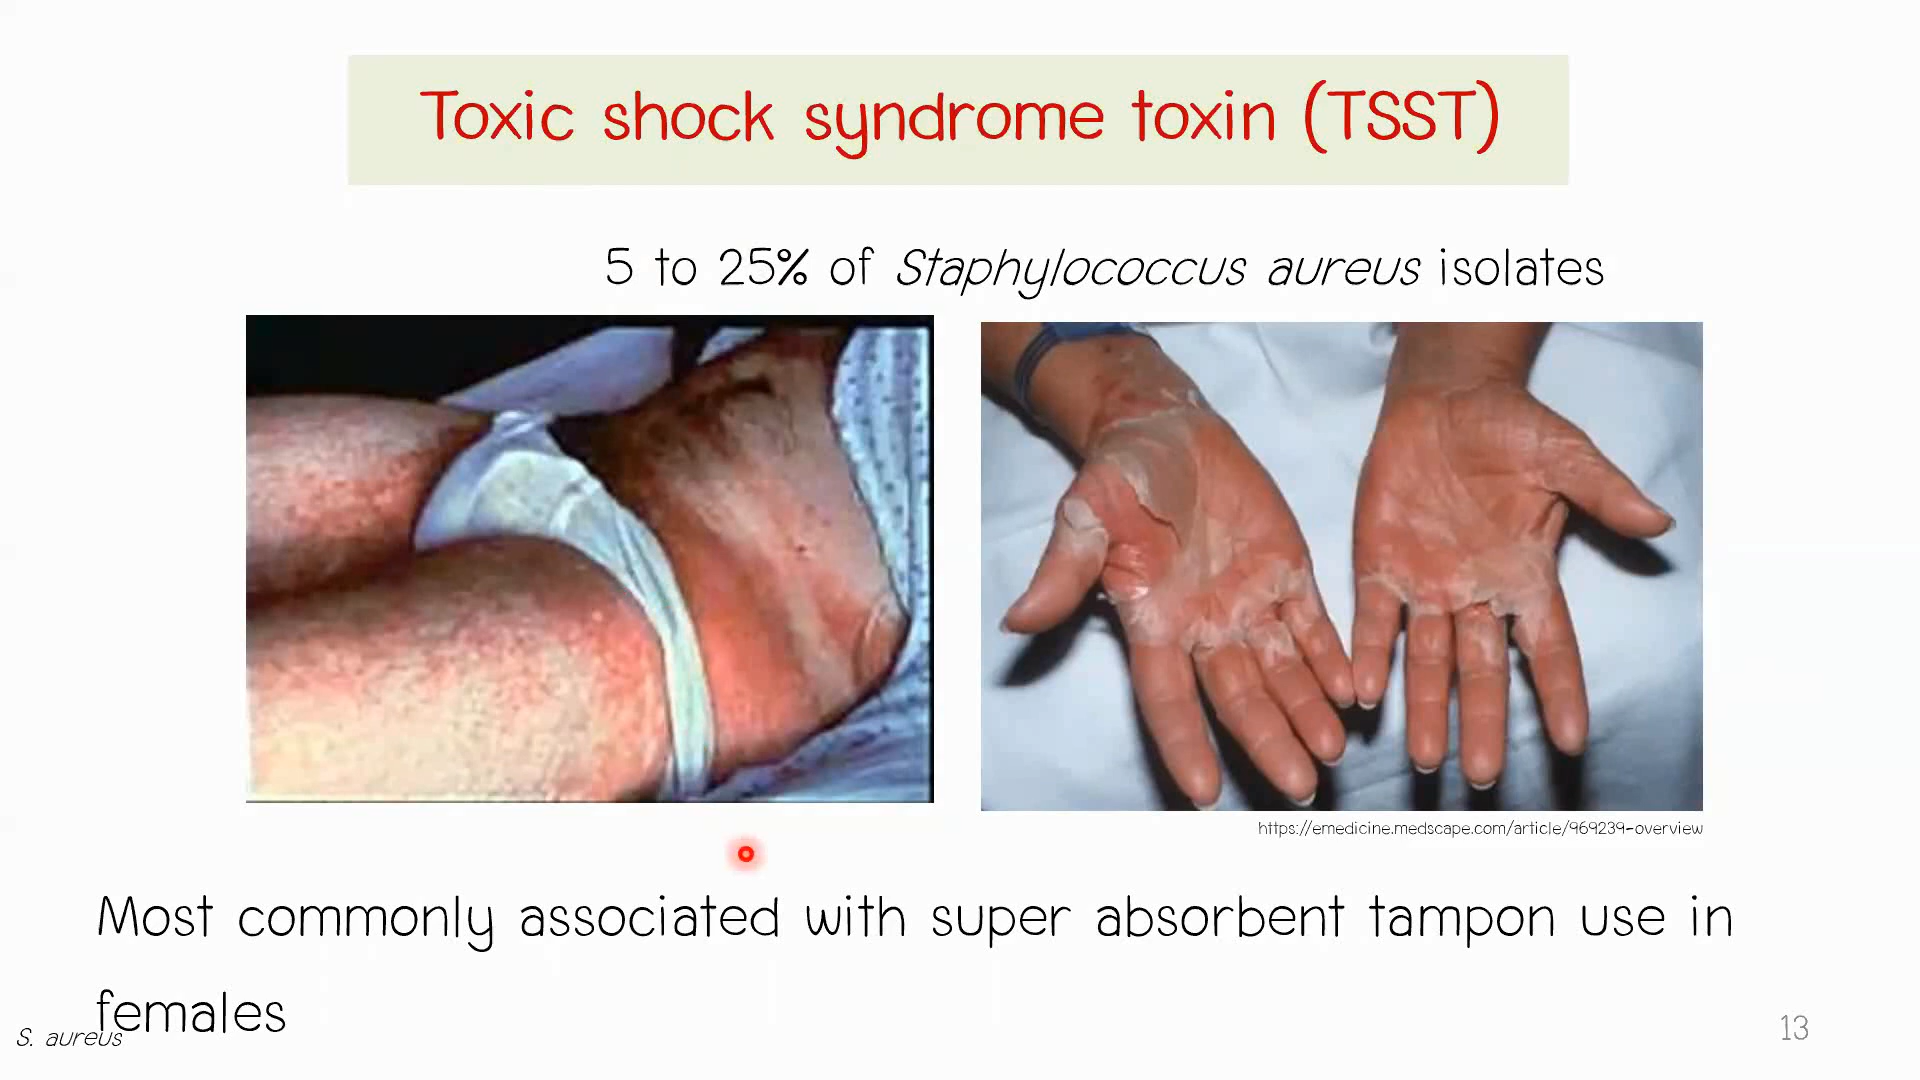 Toxic shock syndrome toxin (TSST)
5 to 25% of Staphylococcus aureus isolates
https://emedicine.medscape.com/article/969239-overview
Most commonly associated with super absorbent tampon use in
females
S. aureus
13